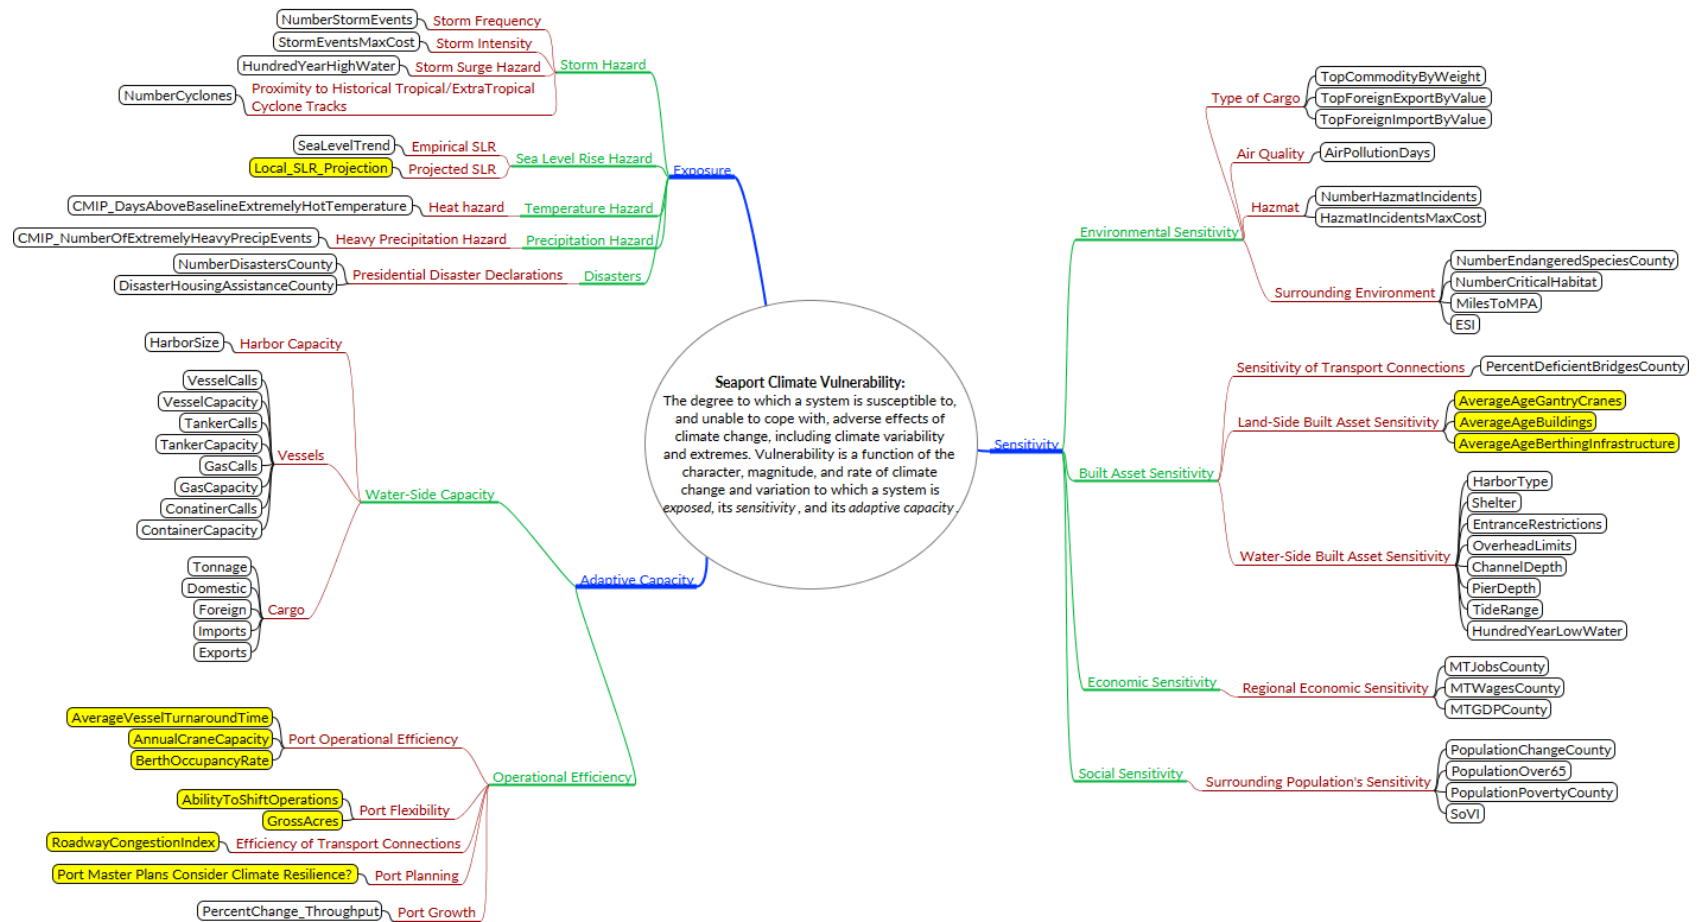 NumberStormEvents
Storm Frequency
StormEventsMaxCost
Storm Intensity
HundredYearHighWater
Storm Surge Hazard
Storm Hazard
NumberCyclones
Proximity to Historical Tropical/ExtraTropical
Cyclone Tracks
SeaLevelTrend
Empirical SLR
Local_SLR_Projection
Projected SLR
Sea Level Rise Hazard
Exposure
CMIP_DaysAboveBaselineExtremelyHotTemperature
Heat hazard
Temperature Hazard
CMIP_NumberOfExtremelyHeavyPrecipEvents
Heavy Precipitation Hazard
Precipitation Hazard
NumberDisastersCounty
DisasterHousingAssistanceCounty
Presidential Disaster Declarations
Disasters
HarborSize
Harbor Capacity
VesselCalls
VesselCapacity
TankerCalls
TankerCapacity
GasCalls
GasCapacity
ConatinerCalls
ContainerCapacity
Vessels
Water-Side Capacity
Tonnage
Domestic
Foreign
Imports
Exports
Cargo
Adaptive Capacity
AverageVesselTurnaroundTime
AnnualCraneCapacity
BerthOccupancyRate
Port Operational Efficiency
Operational Efficiency
AbilityToShiftOperations
GrossAcres
Port Flexibility
RoadwayCongestionIndex
Efficiency of Transport Connections
Port Master Plans Consider Climate Resilience?
Port Planning
PercentChange_Throughput
Port Growth
Seaport Climate Vulnerability:
The degree to which a system is susceptible to,
and unable to cope with, adverse effects of
climate change, including climate variability
and extremes. Vulnerability is a function of the
character, magnitude, and rate of climate
change and variation to which a system is
exposed, its sensitivity, and its adaptive capacity.
Sensitivity
Environmental Sensitivity
Type of Cargo
TopCommodityByWeight
TopForeignExportByValue
TopForeignImportByValue
Air Quality
AirPollutionDays
Hazmat
NumberHazmatIncidents
HazmatIncidentsMaxCost
Surrounding Environment
NumberEndangeredSpeciesCounty
NumberCriticalHabitat
MilesToMPA
ESI
Built Asset Sensitivity
Sensitivity of Transport Connections
PercentDeficientBridgesCounty
Land-Side Built Asset Sensitivity
AverageAgeGantryCranes
AverageAgeBuildings
AverageAgeBerthingInfrastructure
Water-Side Built Asset Sensitivity
HarborType
Shelter
EntranceRestrictions
OverheadLimits
ChannelDepth
PierDepth
TideRange
HundredYearLowWater
Economic Sensitivity
Regional Economic Sensitivity
MTJobsCounty
MTWagesCounty
MTGDPCounty
Social Sensitivity
Surrounding Population's Sensitivity
PopulationChangeCounty
PopulationOver65
PopulationPovertyCounty
SoVI